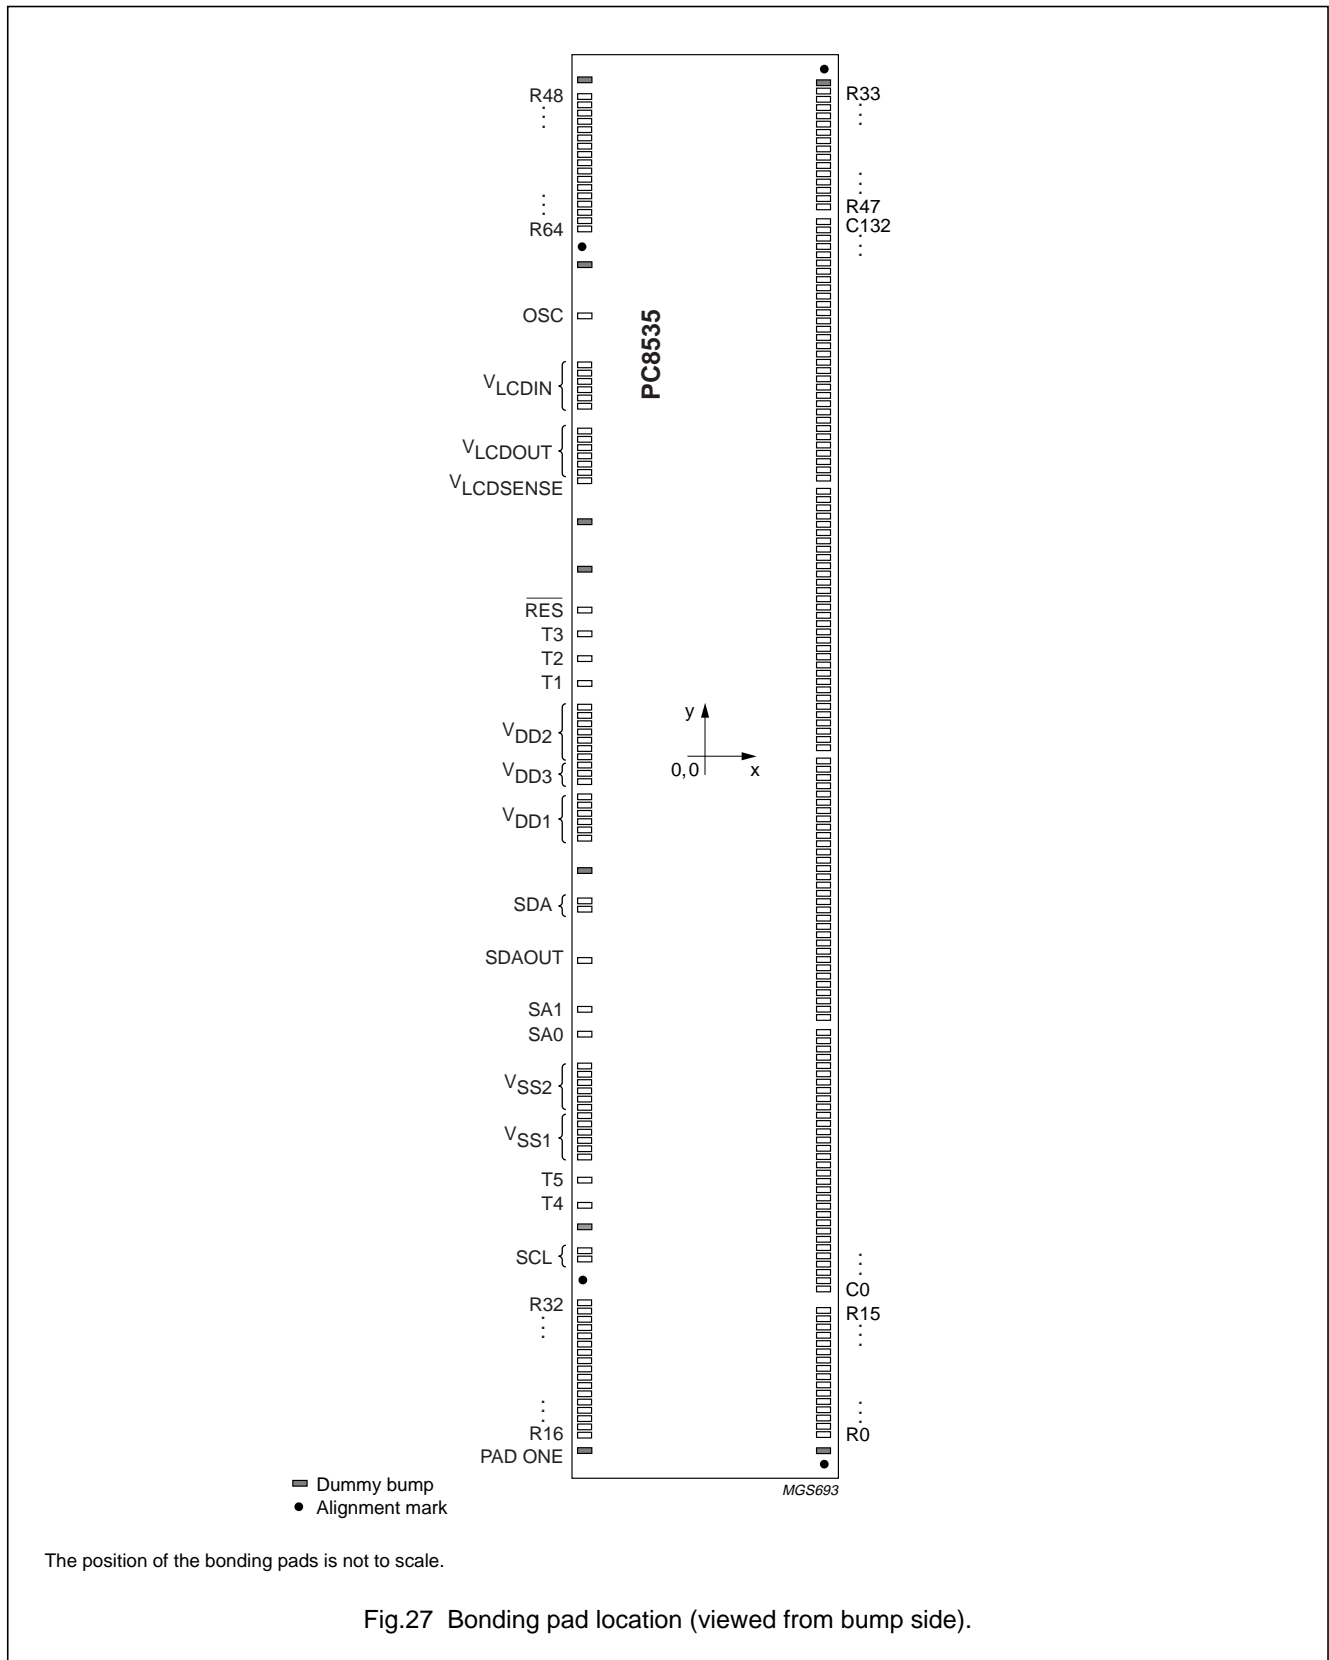 R48
R33
R47
R64
C132
OSC
PC8535
VLCDIN
VLCDOUT
VLCDSENSE
RES
T3
T2
T1
y
VDD2
0,0 x
VDD3
VDD1
SDA
SDAOUT
SA1
SA0
VSS2
VSS1
T5
T4
SCL
C0
R32
R15
R16
R0
PAD ONE
Dummy bump
MGS693
Alignment mark
The position of the bonding pads is not to scale.
Fig.27 Bonding pad location (viewed from bump side).